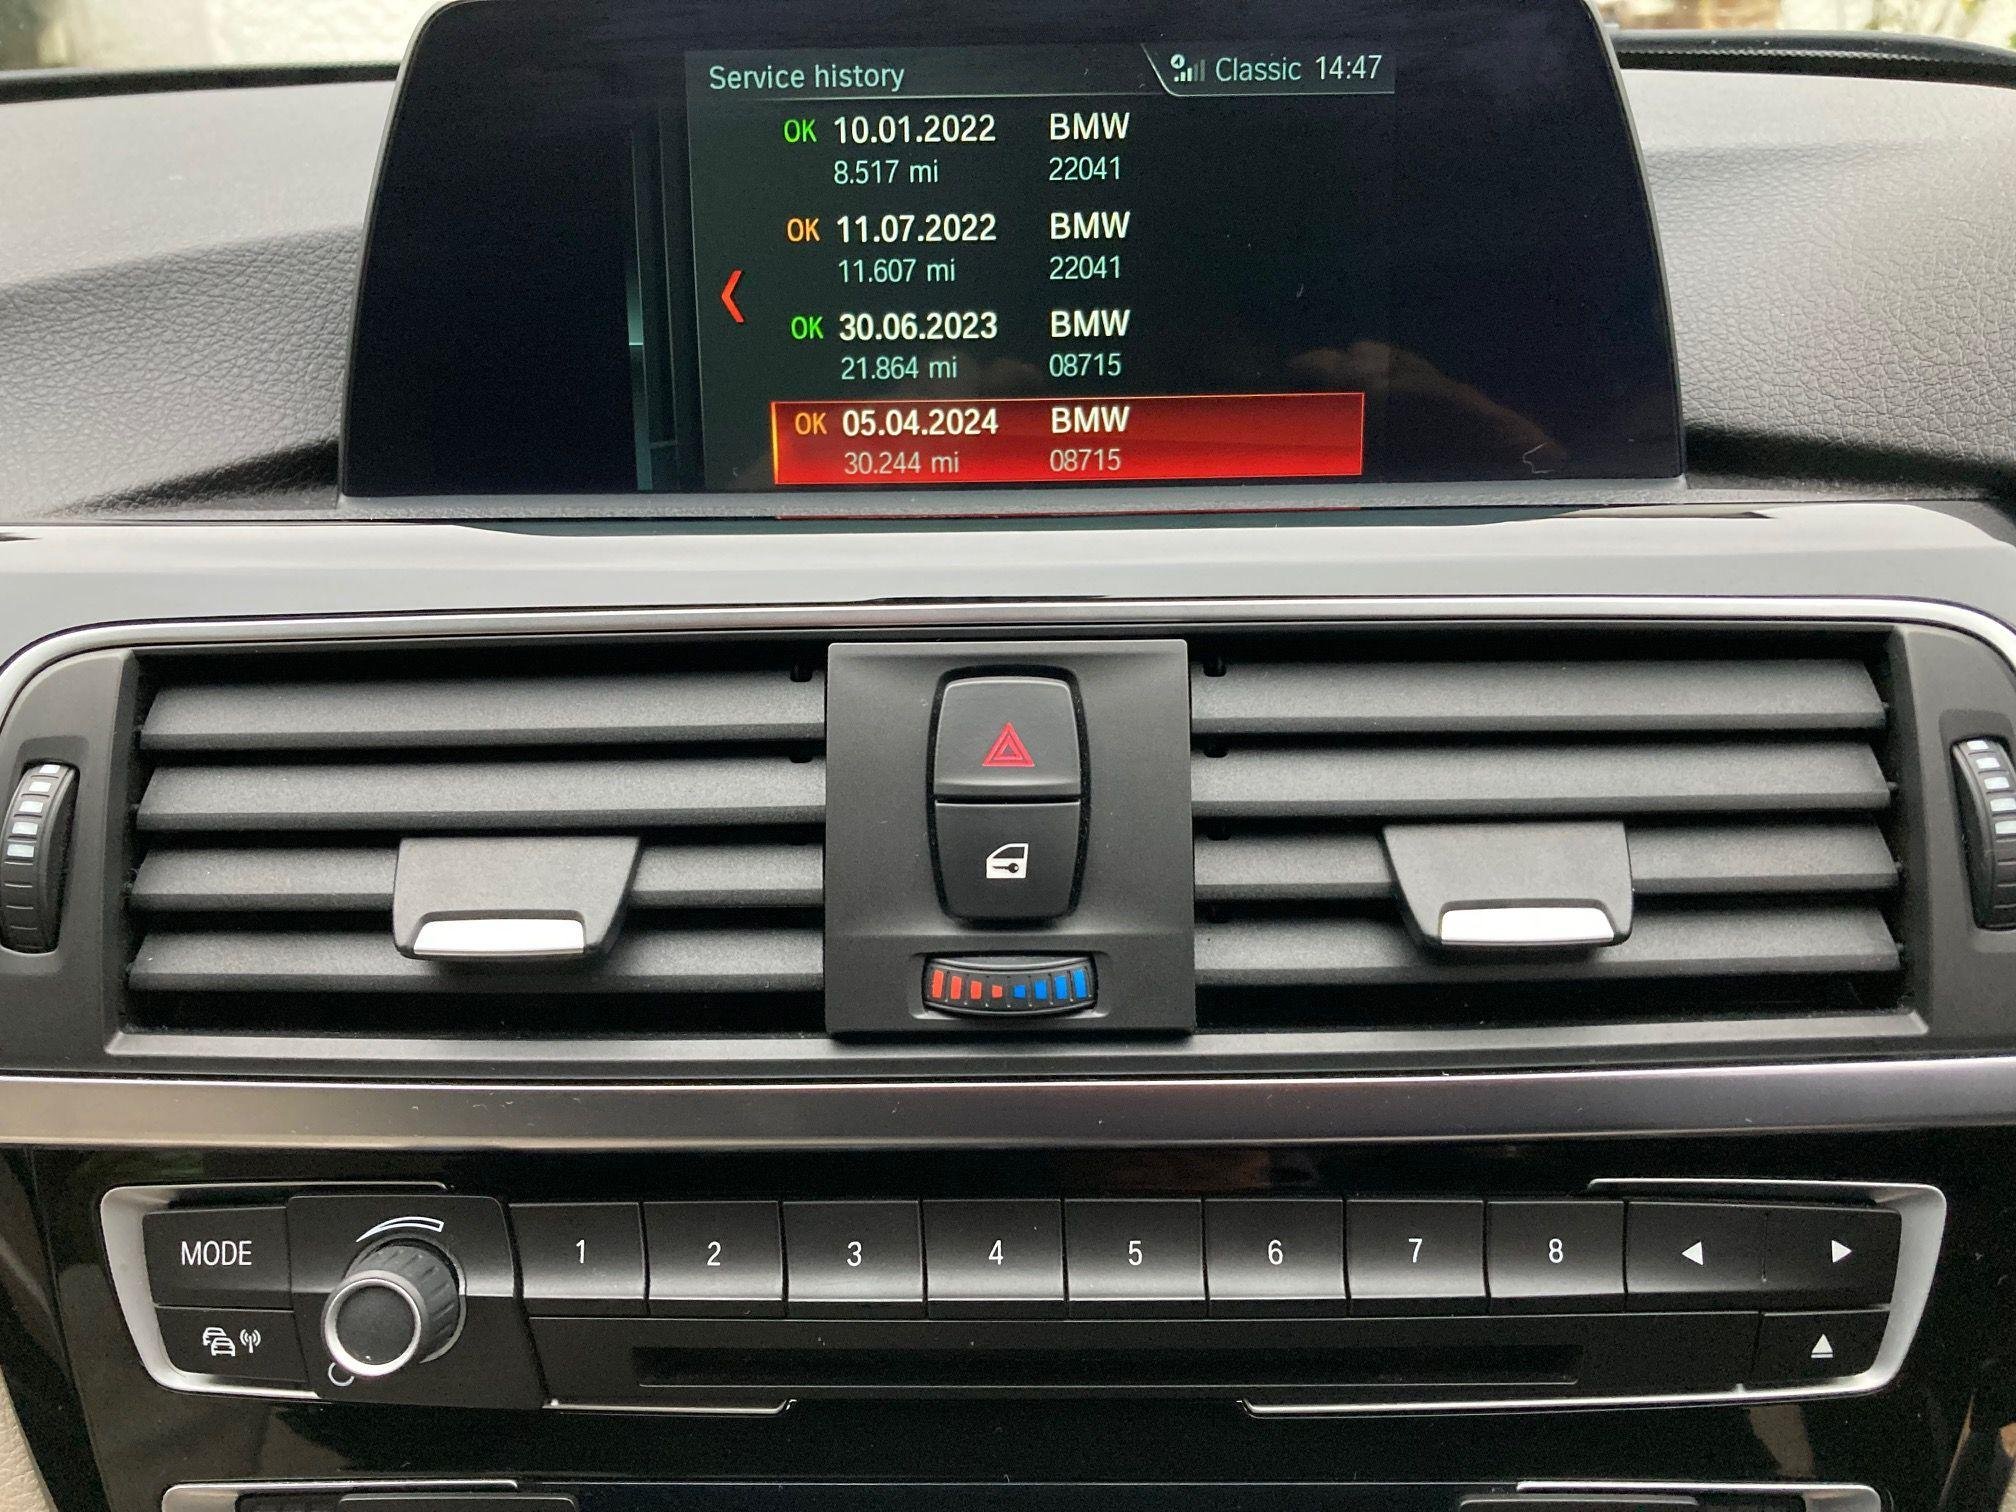 Service history
Classic 14:47
OK 10.01.2022 BMW
8.517 mi 22041
OK 11.07.2022 BMW
11.607 mi 22041
OK 30.06.2023 BMW
21.864 mi 08715
OK 05.04.2024 BMW
30.244 mi 08715
MODE 1 2 3 4 5 6 7 8